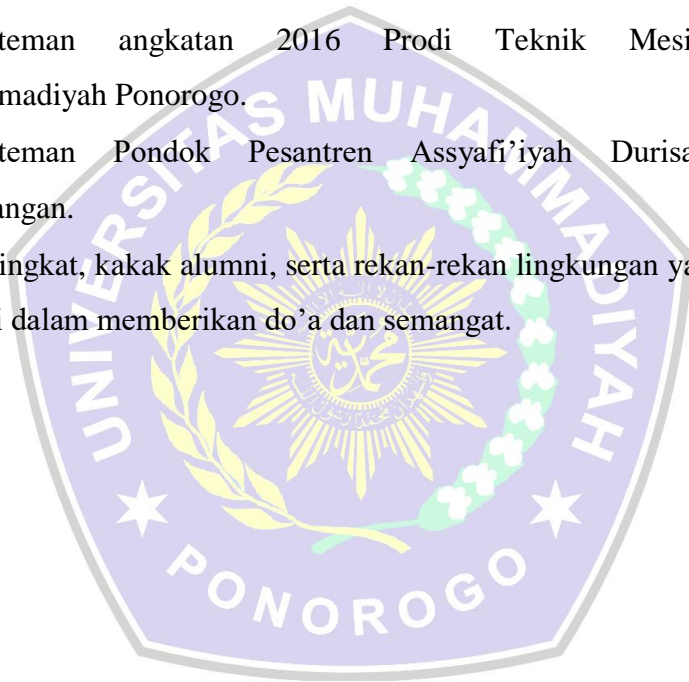 teman angkatan 2016 Prodi Teknik Mesi
madiyah Ponorogo.
teman Pondok Pesantren Assyafi’iyah Durisa
angan.
ingkat, kakak alumni, serta rekan-rekan lingkungan ya
i dalam memberikan do’a dan semangat.
UNIVERSITAS MUHAMMADIYAH
محمدية
PONOROGO